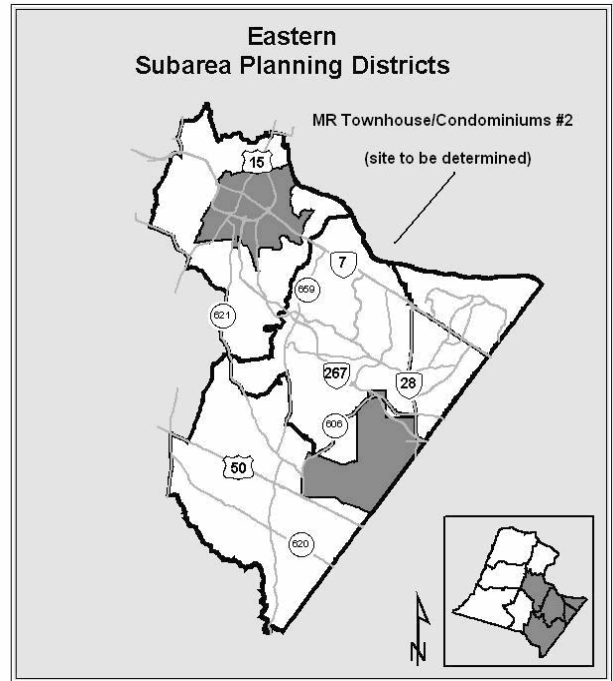 Eastern
Subarea Planning Districts
MR Townhouse/Condominiums #2
(site to be determined)
15
7
659
621
267
28
606
50
620
N